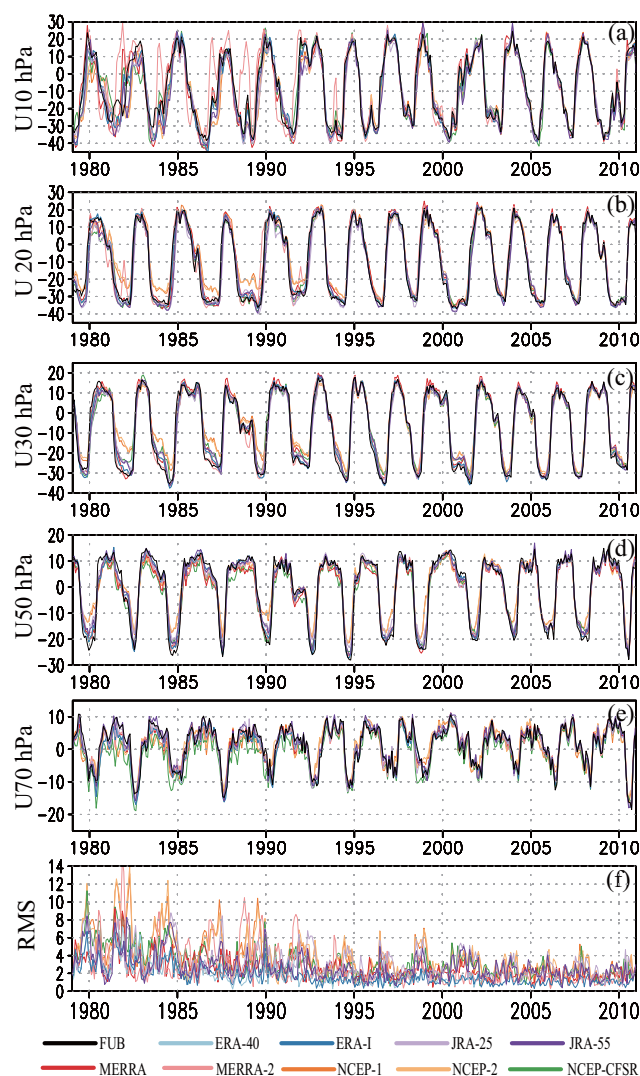 (a)
U10 hPa
30
20
10
0
-10
-20
-30
-40
1980 1985 1990 1995 2000 2005 2010
(b)
U 20 hPa
30
20
10
0
-10
-20
-30
-40
1980 1985 1990 1995 2000 2005 2010
(c)
U30 hPa
20
10
0
-10
-20
-30
-40
1980 1985 1990 1995 2000 2005 2010
(d)
U50 hPa
20
10
0
-10
-20
-30
1980 1985 1990 1995 2000 2005 2010
(e)
U70 hPa
10
0
-10
-20
1980 1985 1990 1995 2000 2005 2010
(f)
RMS
14
12
10
8
6
4
2
0
1980 1985 1990 1995 2000 2005 2010
FUB ERA-40 ERA-I JRA-25 JRA-55
MERRA MERRA-2 NCEP-1 NCEP-2 NCEP-CFSR